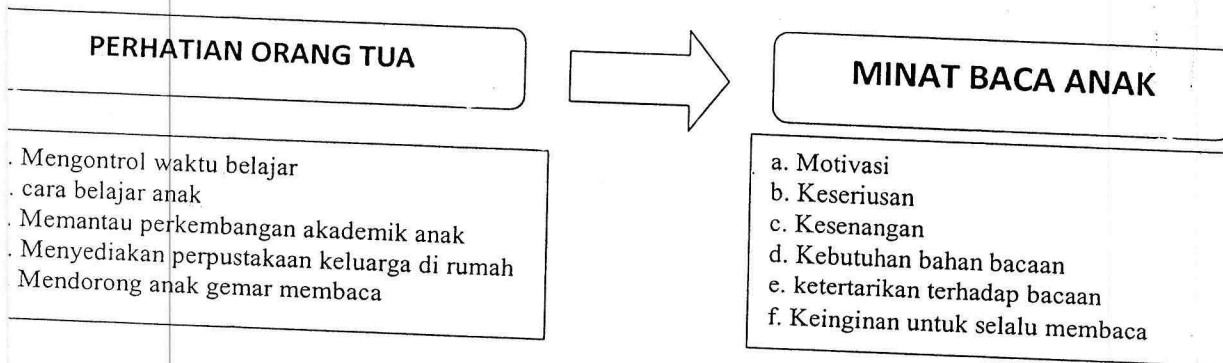 PERHATIAN ORANG TUA
. Mengontrol waktu belajar
. cara belajar anak
. Memantau perkembangan akademik anak
. Menyediakan perpustakaan keluarga di rumah
Mendorong anak gemar membaca
MINAT BACA ANAK
a. Motivasi
b. Keseriusan
c. Kesenangan
d. Kebutuhan bahan bacaan
e. ketertarikan terhadap bacaan
f. Keinginan untuk selalu membaca